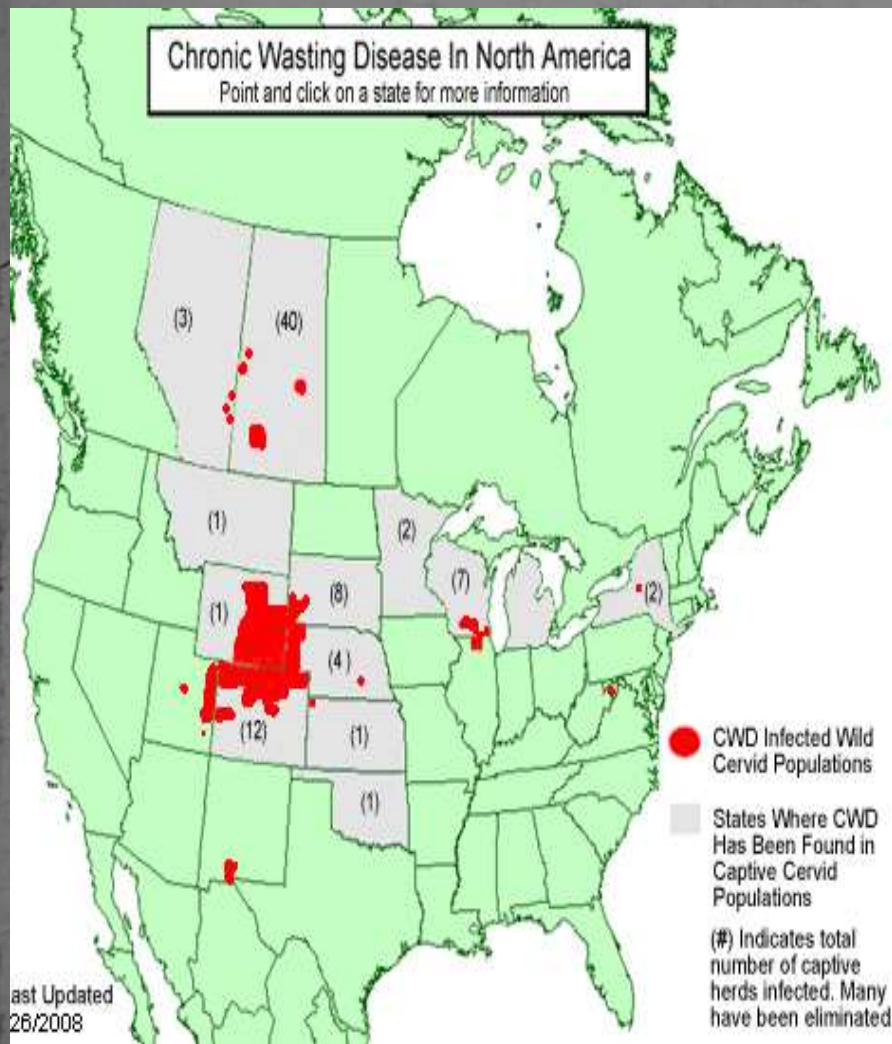 Chronic Wasting Disease In North America
Point and click on a state for more information
(3)
(40)
(1)
(2)
(1)
(8)
(7)
(2)
(4)
(12)
(1)
(1)
CWD Infected Wild
Cervid Populations
States Where CWD
Has Been Found in
Captive Cervid
Populations
(#) Indicates total
number of captive
herds infected. Many
have been eliminated
ast Updated
26/2008